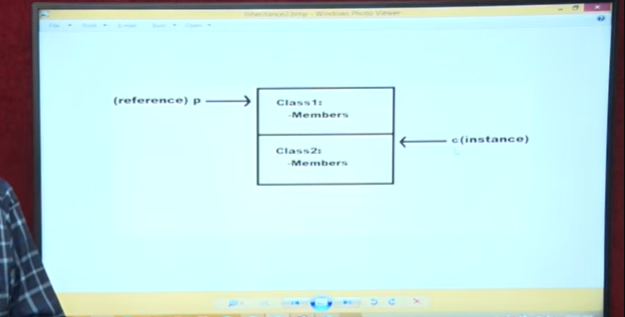 Inheritance2.bmp - Windows Photo Viewer
File Print E-mail Burn Open
(reference) p
Class1:
-Members
c(instance)
Class2:
-Members